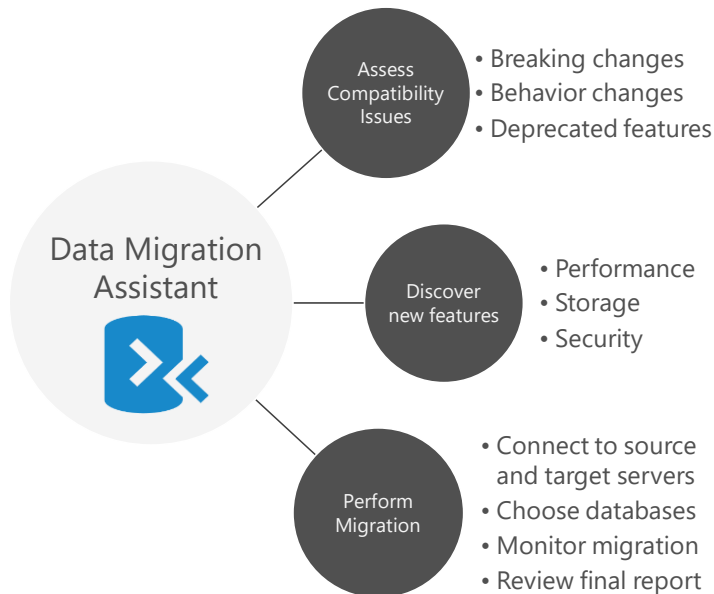 Data Migration
Assistant
Assess
Compatibility
Issues
• Breaking changes
• Behavior changes
• Deprecated features
Discover
new features
• Performance
• Storage
• Security
Perform
Migration
• Connect to source
and target servers
• Choose databases
• Monitor migration
• Review final report